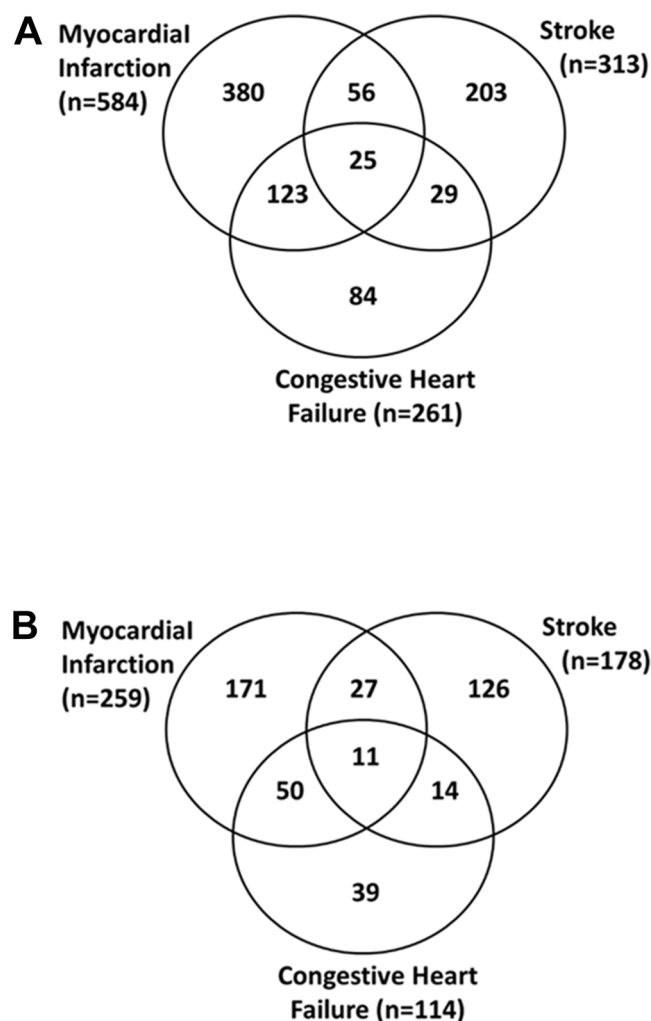 A
Myocardial
Infarction
(n=584)
Stroke
(n=313)
380
56
203
25
123
29
84
Congestive Heart
Failure (n=261)
B
Myocardial
Infarction
(n=259)
Stroke
(n=178)
171
27
126
11
50
14
39
Congestive Heart
Failure (n=114)